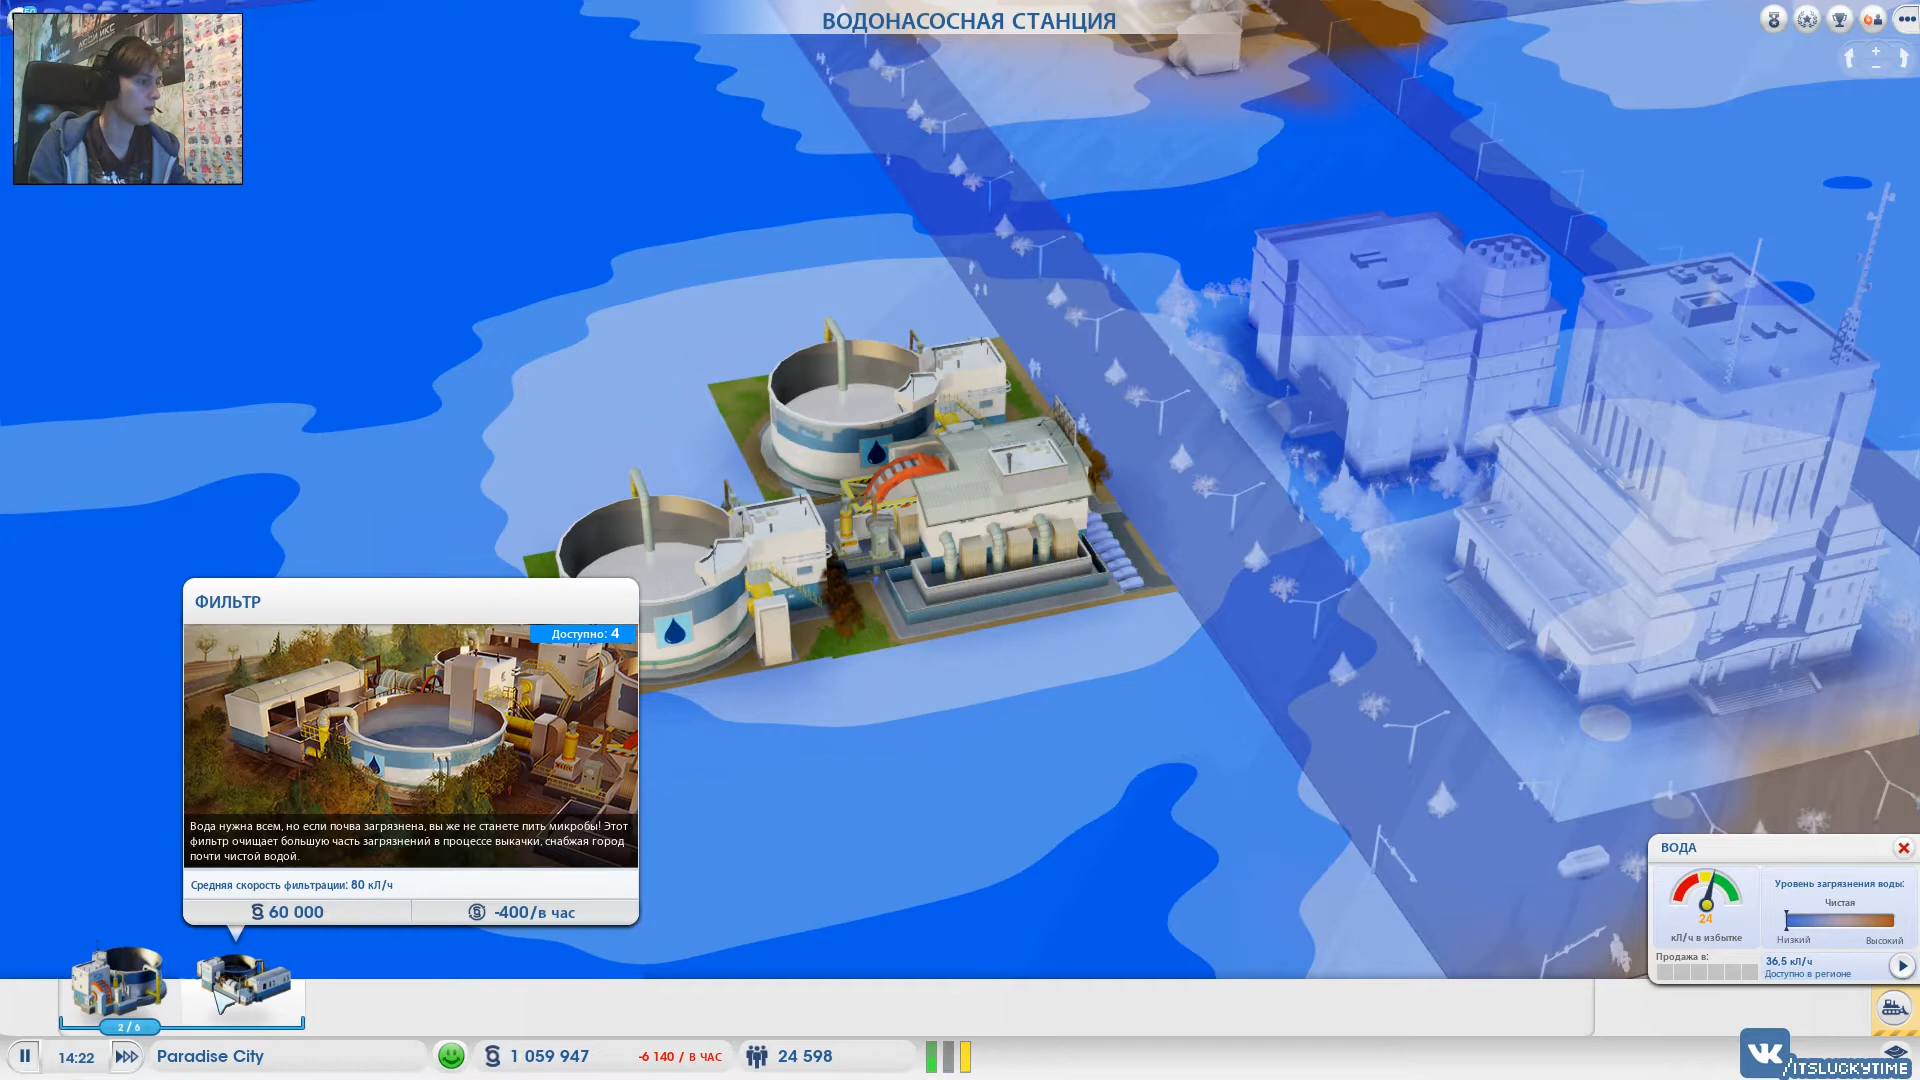 50
ВОДОНАСОСНАЯ СТАНЦИЯ
ФИЛЬТР
Доступно: 4
Вода нужна всем, но если почва загрязнена, вы же не станете пить микробы! Этот
фильтр очищает большую часть загрязнений в процессе выкачки, снабжая город
почти чистой водой.
Средняя скорость фильтрации: 80 кЛ/ч
60 000
-400/в час
ВОДА
Уровень загрязнения воды:
Чистая
24
кЛ/ч в избытке
Низкий
Высокий
Продажа в:
36,5 кЛ/ч
Доступно в регионе
2 / 6
14:22
Paradise City
1 059 947
-6 140 / В ЧАС
24 598
/ITSLUCKYTIME